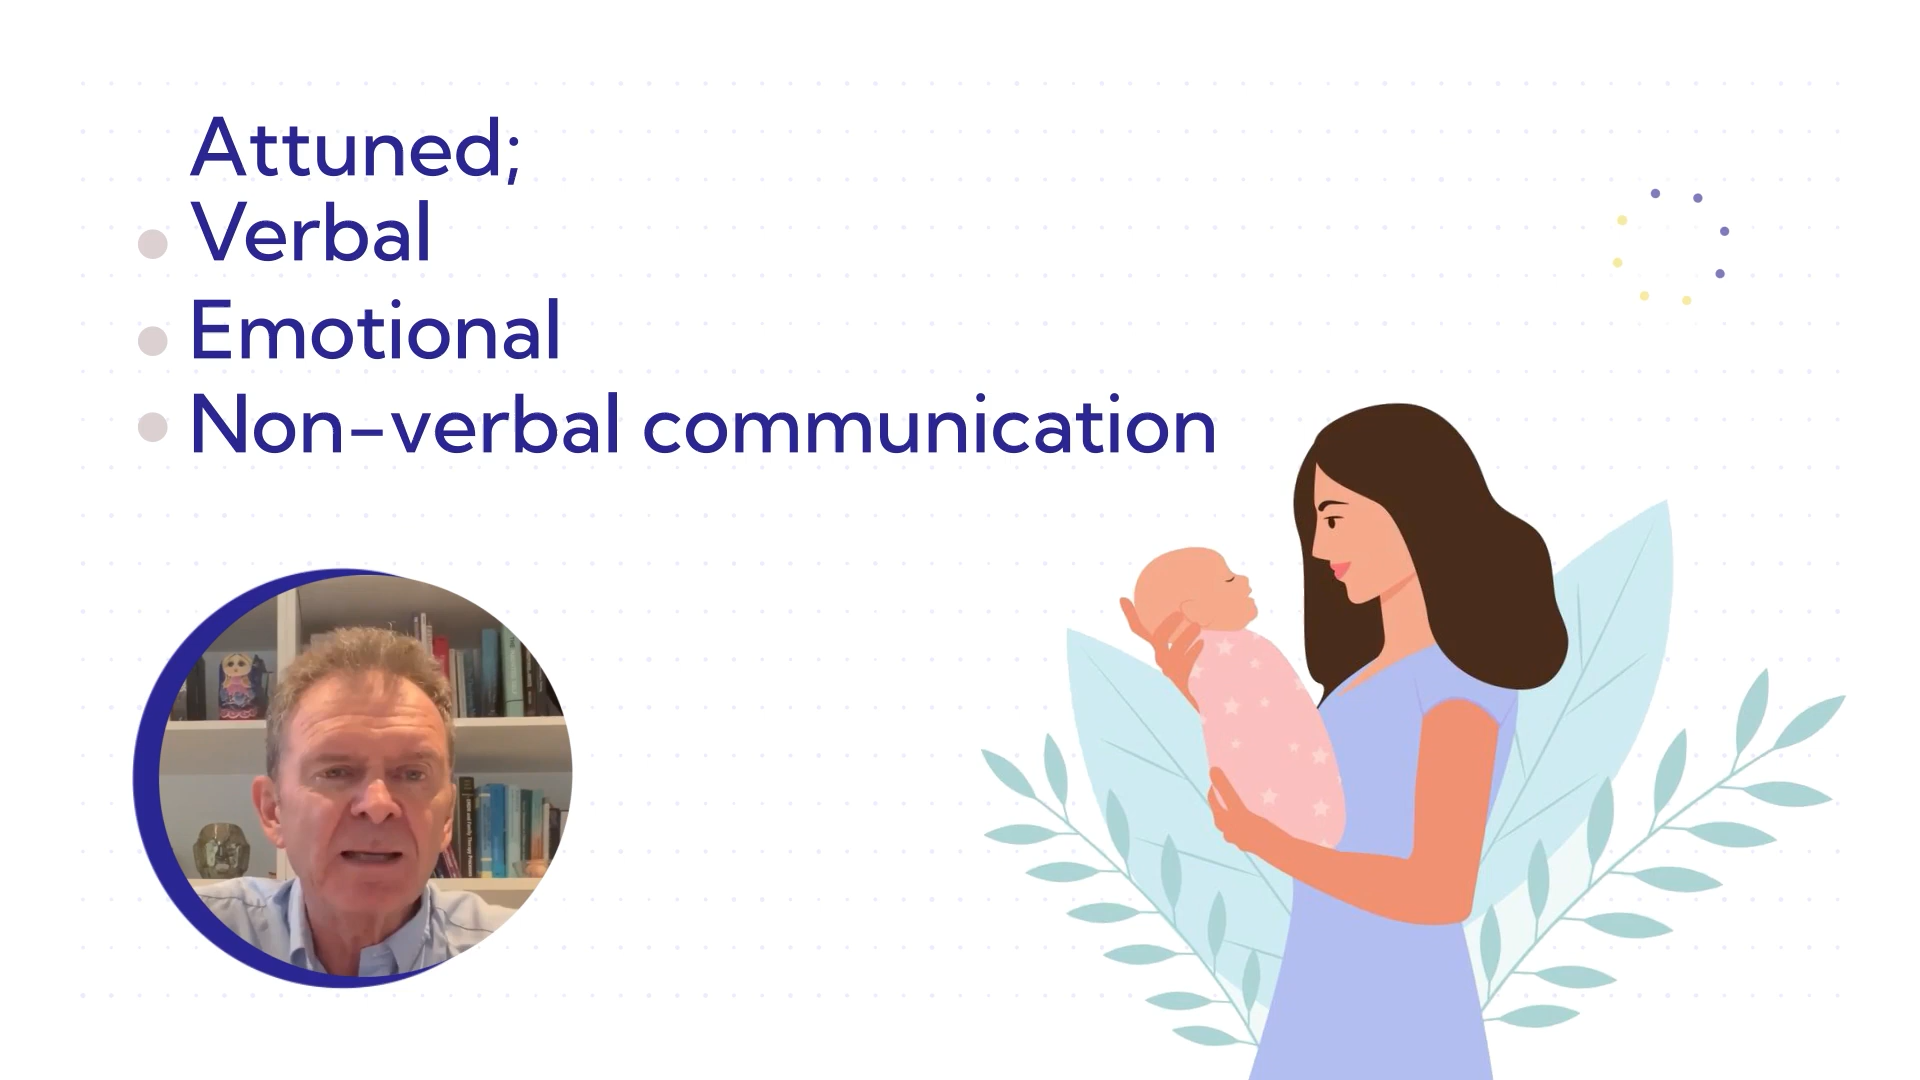 Attuned;
Verbal
Emotional
Non-verbal communication